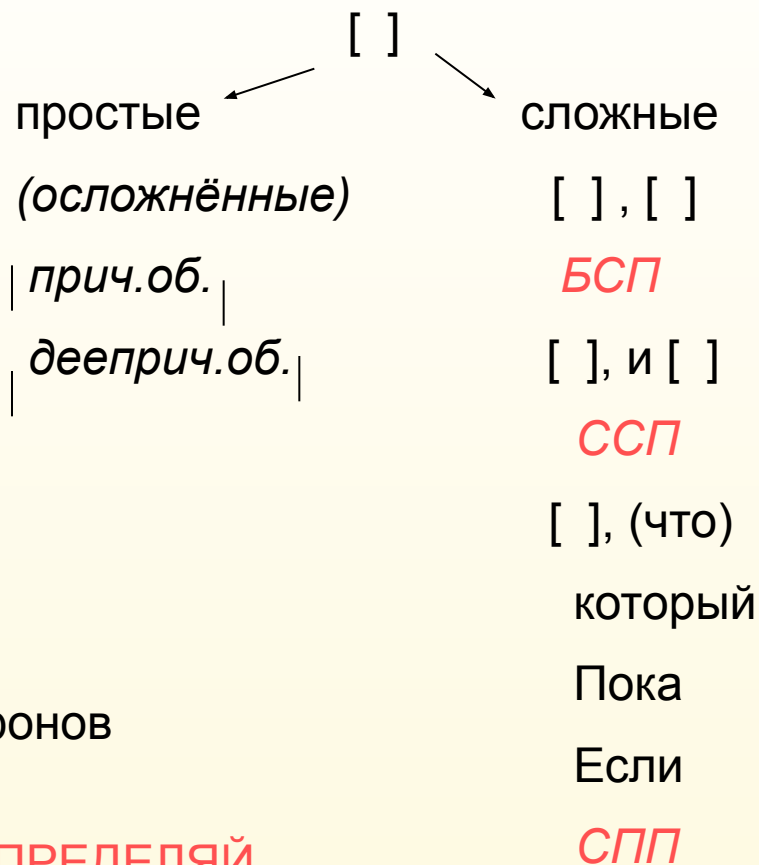 [ ]
простые сложные
(осложнённые) [ ] , [ ]
прич.об. БСП
дееприч.об. [ ], и [ ]
ССП
[ ], (что)
который
Пока
Если
СПП